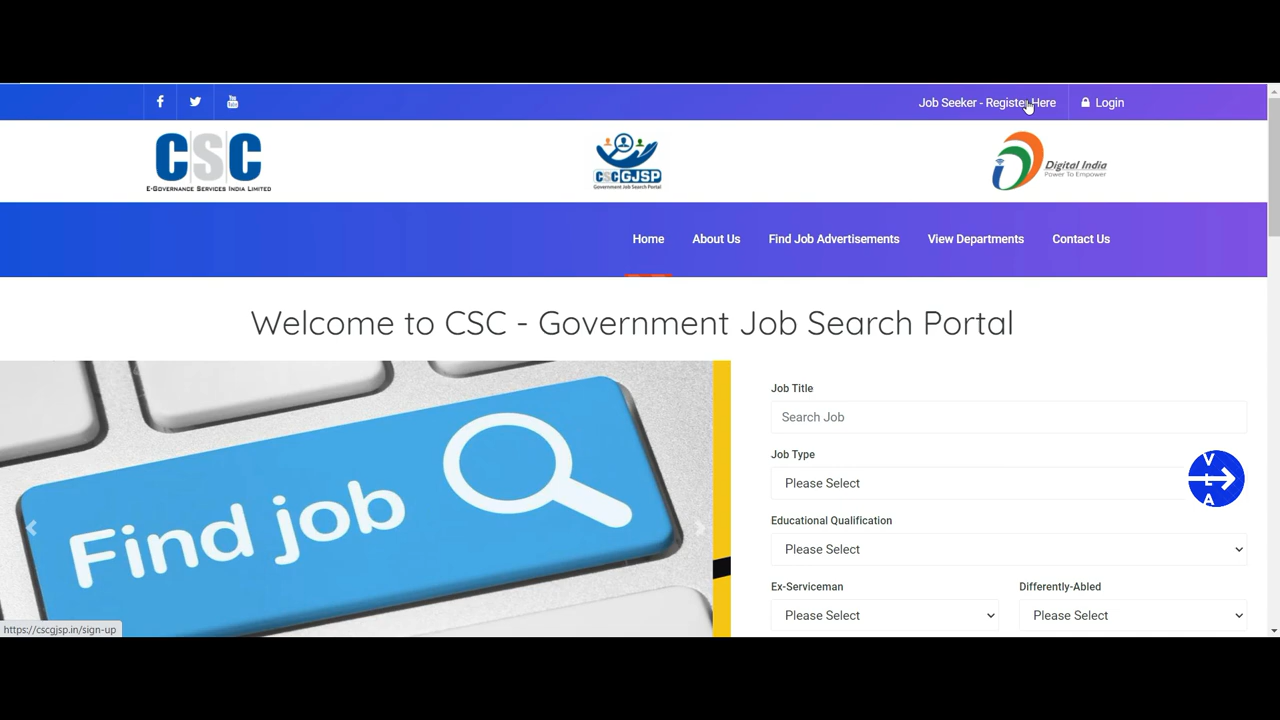 Job Seeker - Register Here
Login
CSC
E-Governance Services India Limited
CSCGJSP
Government Job Search Portal
Digital India
Power To Empower
Home
About Us
Find Job Advertisements
View Departments
Contact Us
Welcome to CSC - Government Job Search Portal
Find job
Job Title
Search Job
Job Type
Please Select
V
L
A
Educational Qualification
Please Select
Ex-Serviceman
Differently-Abled
Please Select
Please Select
https://cscgjsp.in/sign-up